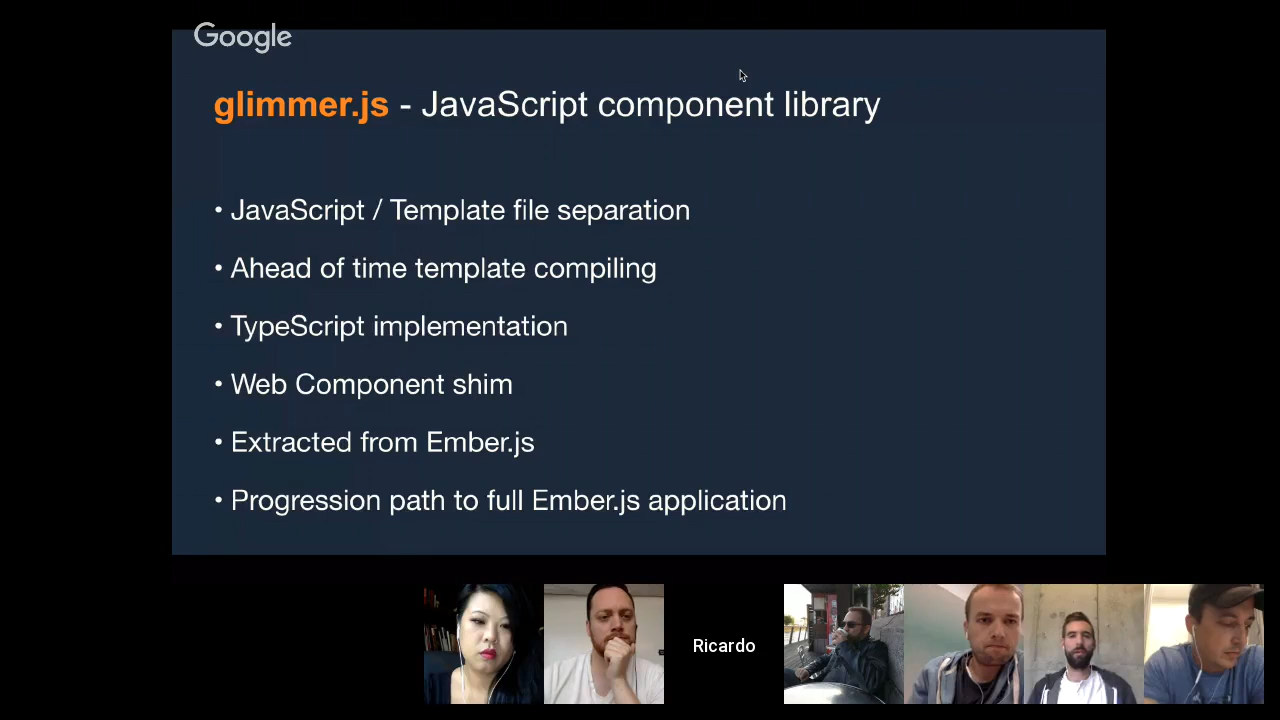 Google
glimmer.js - JavaScript component library
• JavaScript / Template file separation
• Ahead of time template compiling
• TypeScript implementation
• Web Component shim
• Extracted from Ember.js
• Progression path to full Ember.js application
Ricardo